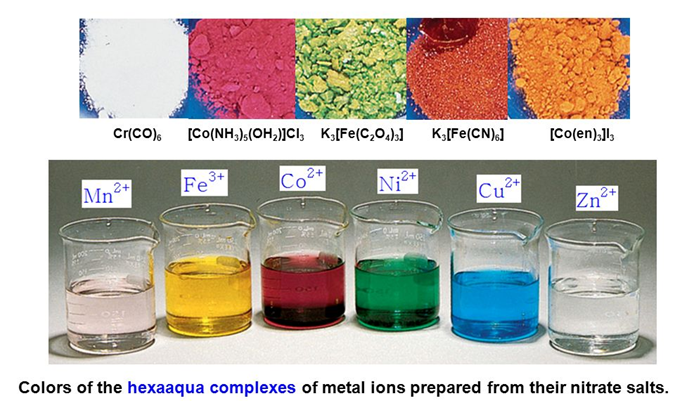 Cr(CO)₆ [Co(NH₃)₅(OH₂)]Cl₃ K₃[Fe(C₂O₄)₃] K₃[Fe(CN)₆] [Co(en)₃]I₃
Mn²⁺ Fe³⁺ Co²⁺ Ni²⁺ Cu²⁺ Zn²⁺
Colors of the hexaaqua complexes of metal ions prepared from their nitrate salts.